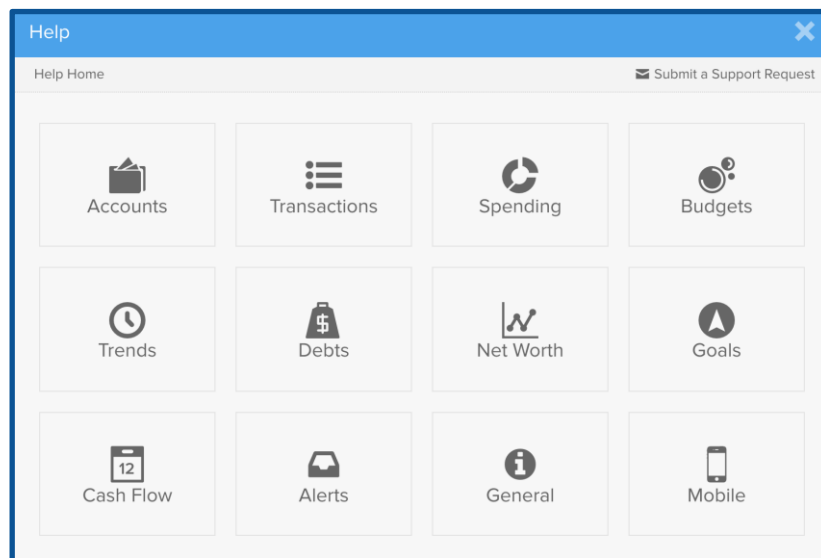 Help
Help Home
Submit a Support Request
Accounts
Transactions
Spending
Budgets
Trends
$
Debts
Net Worth
Goals
12
Cash Flow
Alerts
General
Mobile